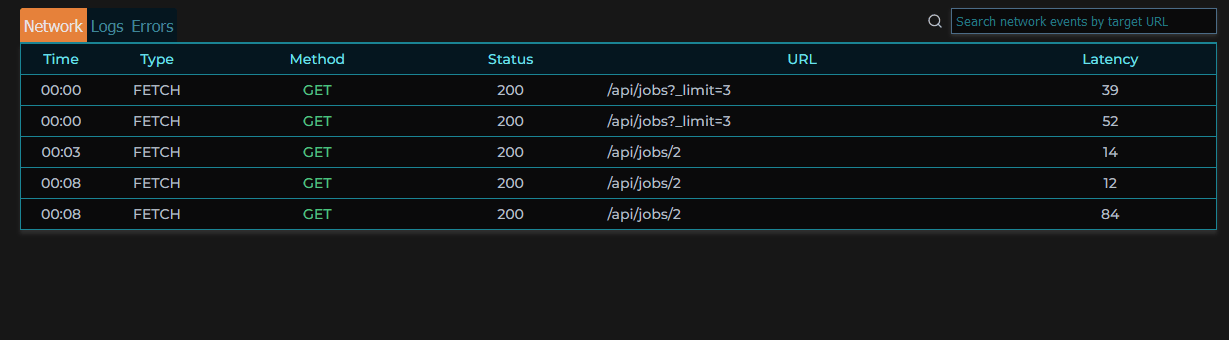 Network Logs Errors Search network events by target URL
Time Type Method Status URL Latency
00:00 FETCH GET 200 /api/jobs?_limit=3 39
00:00 FETCH GET 200 /api/jobs?_limit=3 52
00:03 FETCH GET 200 /api/jobs/2 14
00:08 FETCH GET 200 /api/jobs/2 12
00:08 FETCH GET 200 /api/jobs/2 84